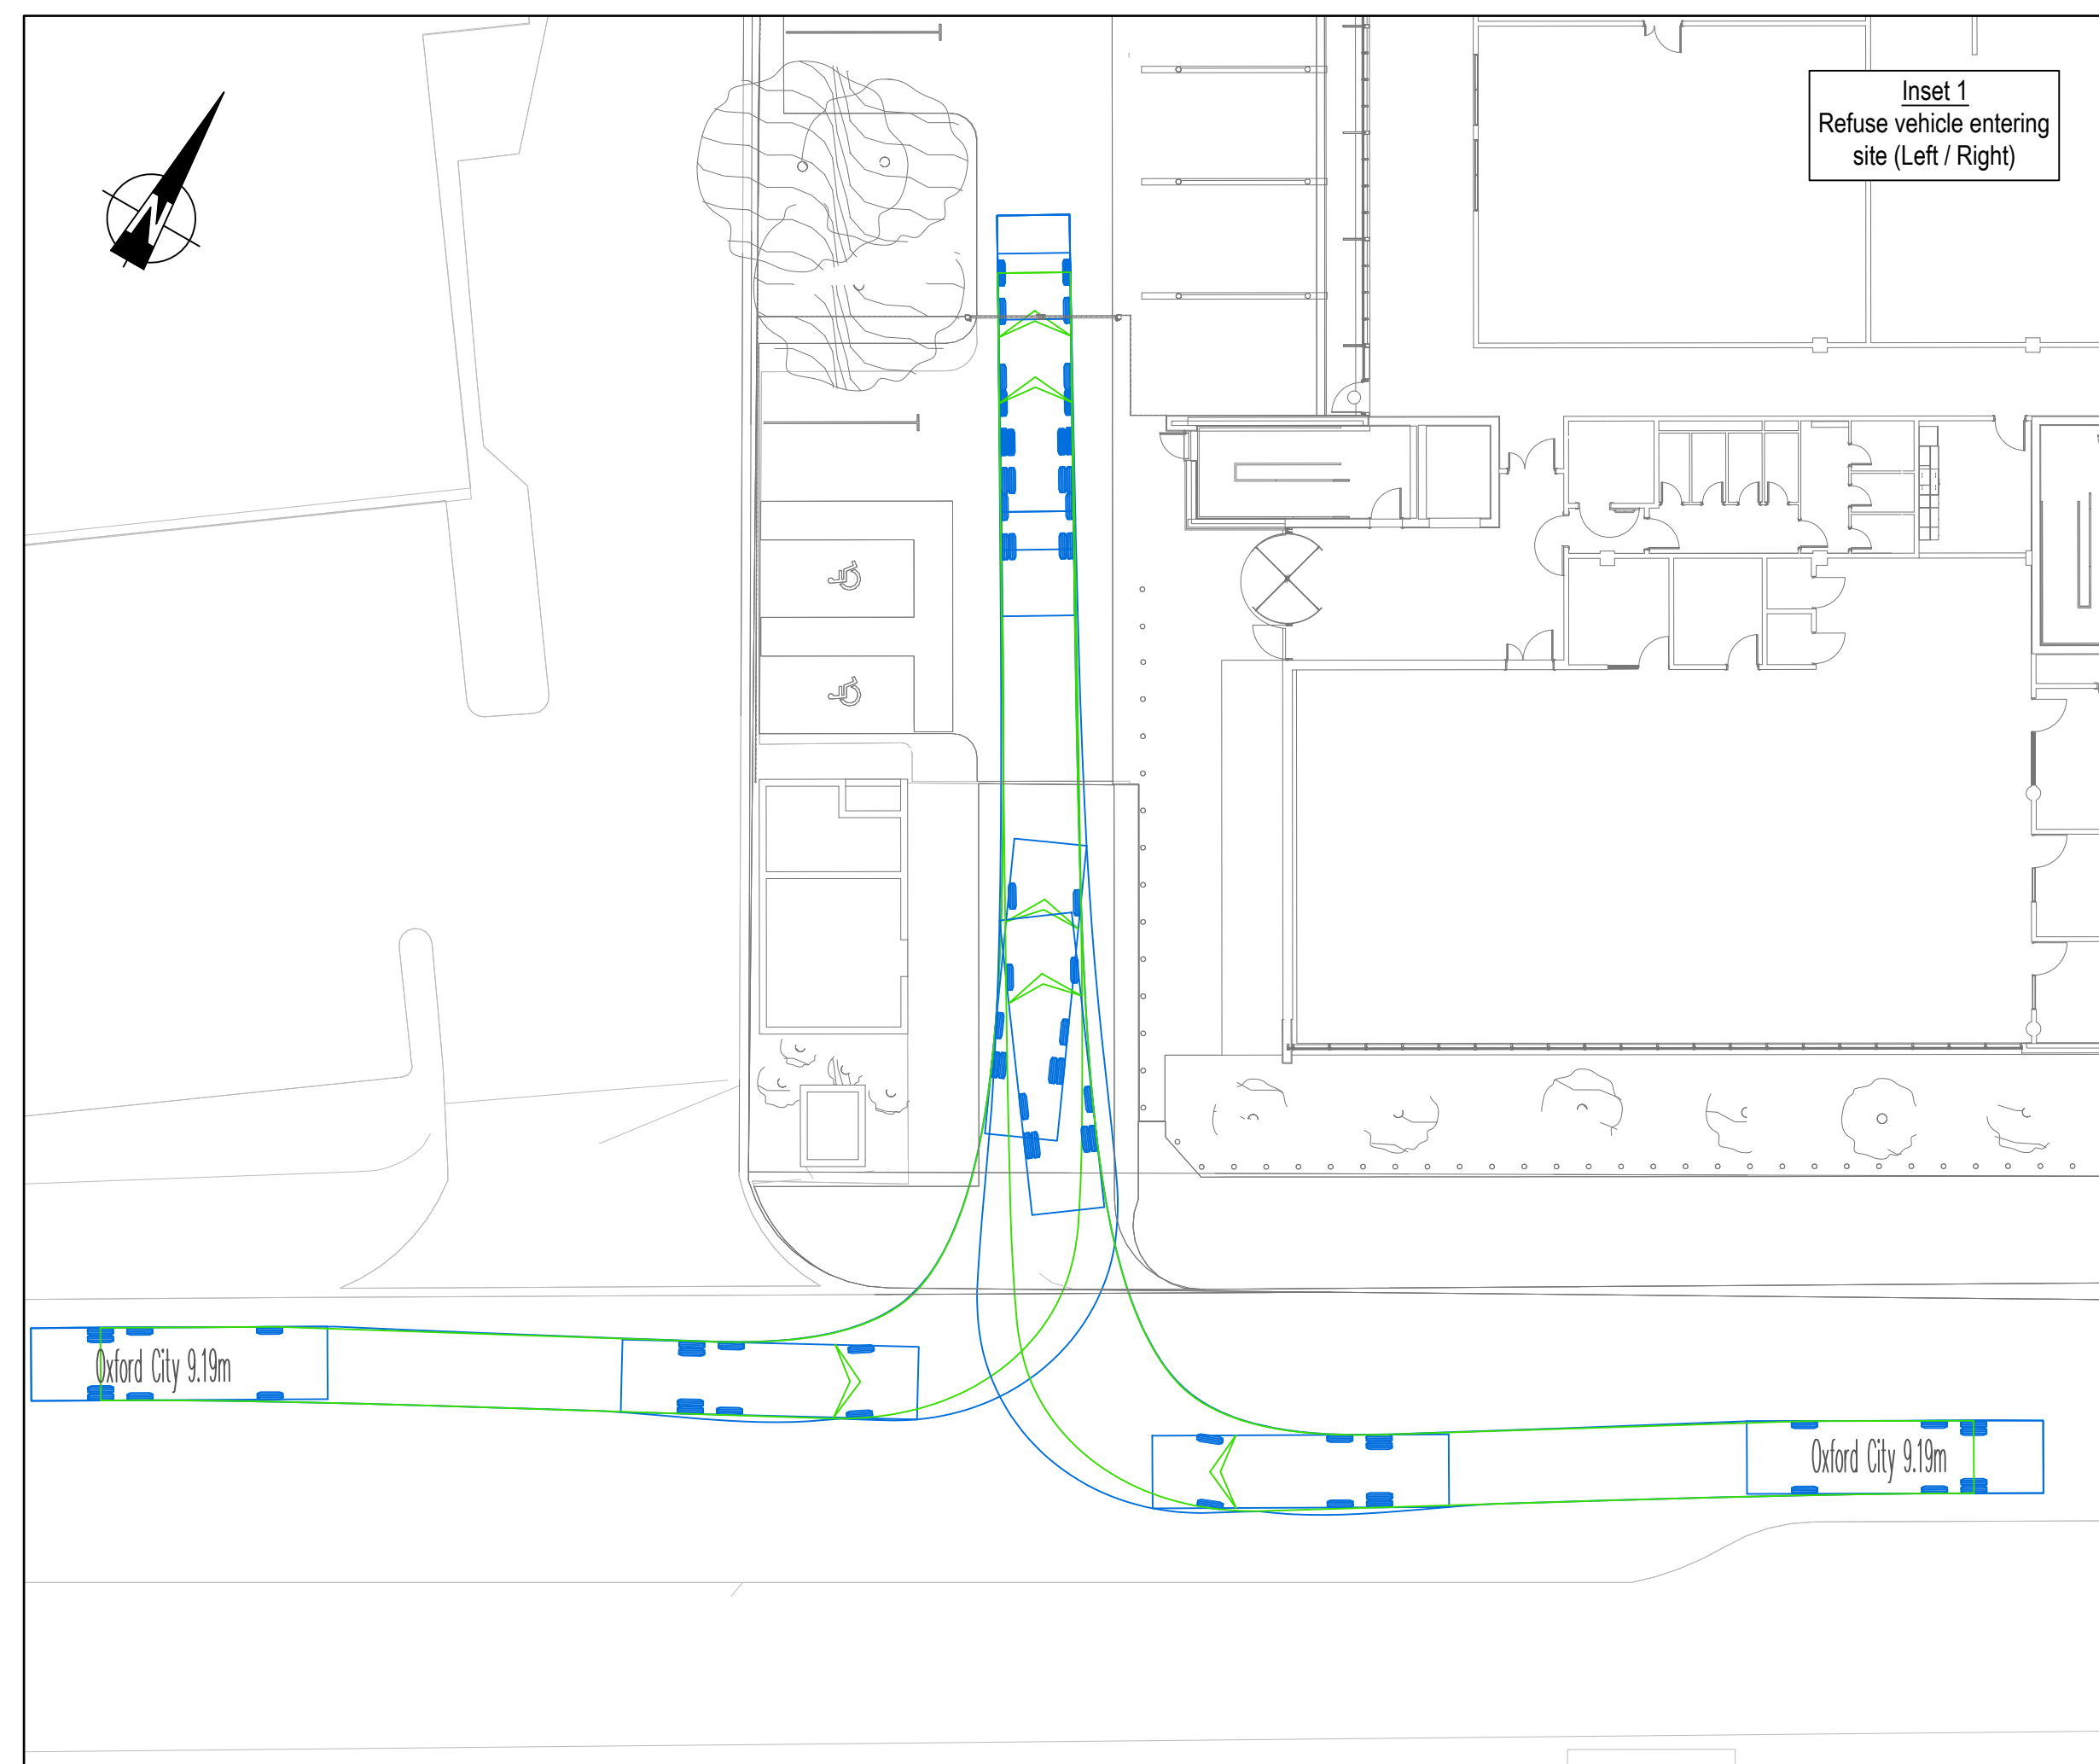 Inset 1
Refuse vehicle entering
site (Left / Right)
Oxford City 9.19m
Oxford City 9.19m